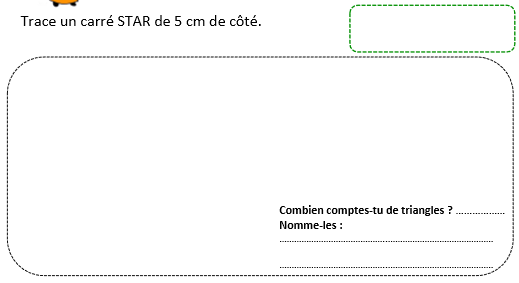 Trace un carré STAR de 5 cm de côté.
Combien comptes-tu de triangles ? ..................
Nomme-les :
................................................................................
................................................................................